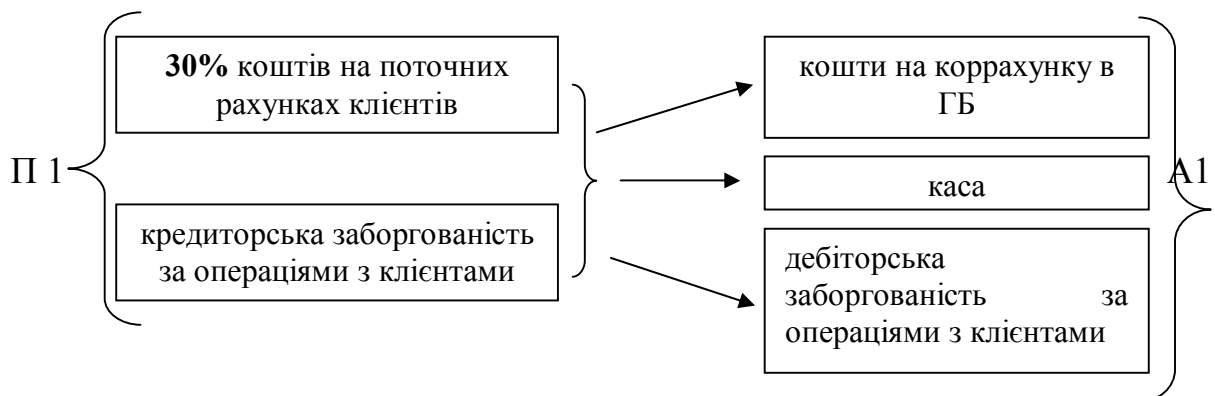 П 1
30% коштів на поточних
рахунках клієнтів
кредиторська заборгованість
за операціями з клієнтами
кошти на коррахунку в
ГБ
каса
дебіторська
заборгованість за
операціями з клієнтами
А1